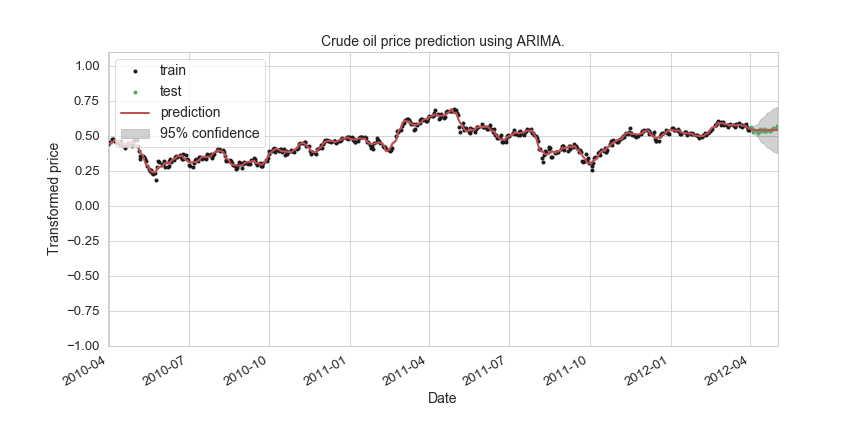 Crude oil price prediction using ARIMA.
1.00
0.75
0.50
0.25
0.00
−0.25
−0.50
−0.75
−1.00
Transformed price
train
test
prediction
95% confidence
2010-04
2010-07
2010-10
2011-01
2011-04
2011-07
2011-10
2012-01
2012-04
Date